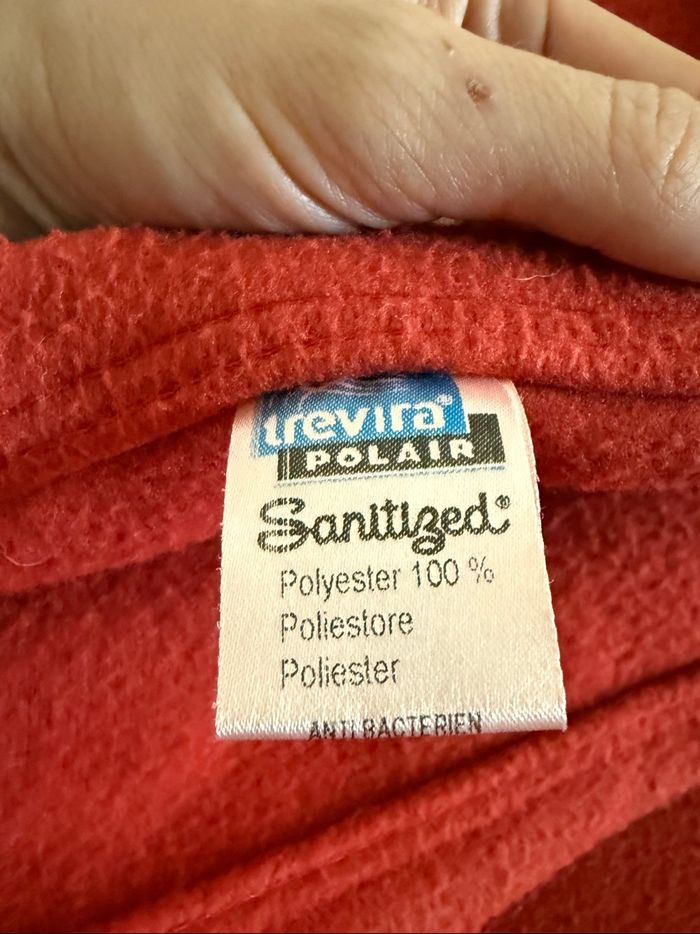 trevira®
POLAIR
Sanitized®
Polyester 100 %
Poliestore
Poliester
ANTI BACTERIEN